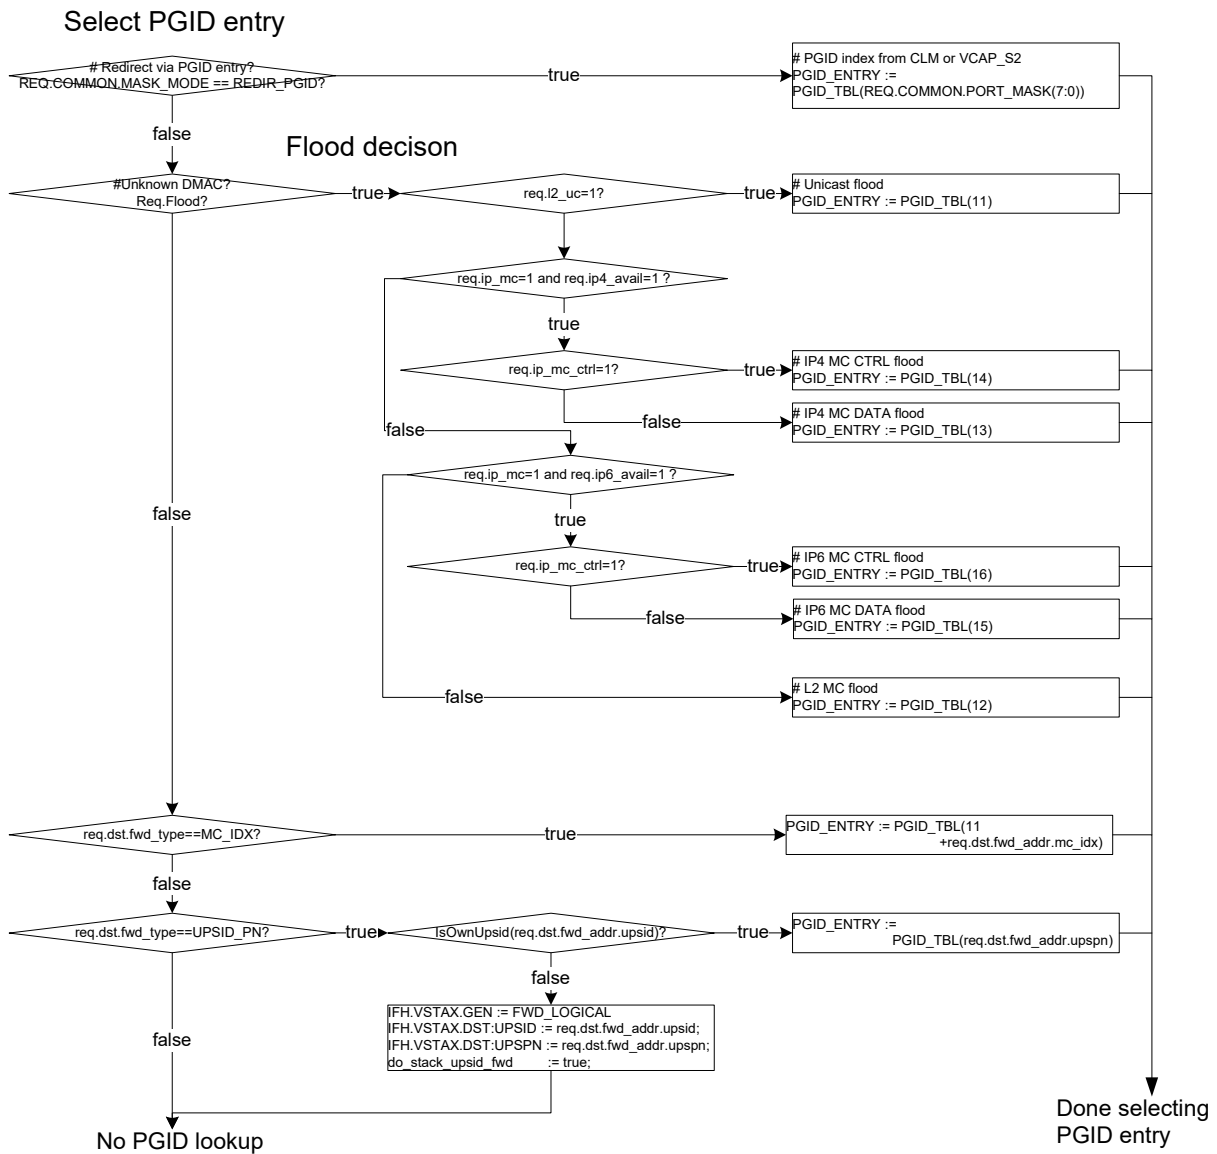 Select PGID entry
# Redirect via PGID entry?
REQ.COMMON.MASK_MODE == REDIR_PGID?
true
# PGID index from CLM or VCAP_S2
PGID_ENTRY :=
PGID_TBL(REQ.COMMON.PORT_MASK(7:0))
false
Flood decison
#Unknown DMAC?
Req.Flood?
true
req.l2_uc=1?
true
# Unicast flood
PGID_ENTRY := PGID_TBL(11)
req.ip_mc=1 and req.ip4_avail=1 ?
true
req.ip_mc_ctrl=1?
true
# IP4 MC CTRL flood
PGID_ENTRY := PGID_TBL(14)
false
# IP4 MC DATA flood
PGID_ENTRY := PGID_TBL(13)
false
req.ip_mc=1 and req.ip6_avail=1 ?
false
true
req.ip_mc_ctrl=1?
true
# IP6 MC CTRL flood
PGID_ENTRY := PGID_TBL(16)
false
# IP6 MC DATA flood
PGID_ENTRY := PGID_TBL(15)
false
# L2 MC flood
PGID_ENTRY := PGID_TBL(12)
req.dst.fwd_type==MC_IDX?
true
PGID_ENTRY := PGID_TBL(11
+req.dst.fwd_addr.mc_idx)
false
req.dst.fwd_type==UPSID_PN?
true
IsOwnUpsid(req.dst.fwd_addr.upsid)?
true
PGID_ENTRY :=
PGID_TBL(req.dst.fwd_addr.upspn)
false
IFH.VSTAX.GEN := FWD_LOGICAL
IFH.VSTAX.DST:UPSID := req.dst.fwd_addr.upsid;
IFH.VSTAX.DST:UPSPN := req.dst.fwd_addr.upspn;
do_stack_upsid_fwd := true;
false
No PGID lookup
Done selecting
PGID entry